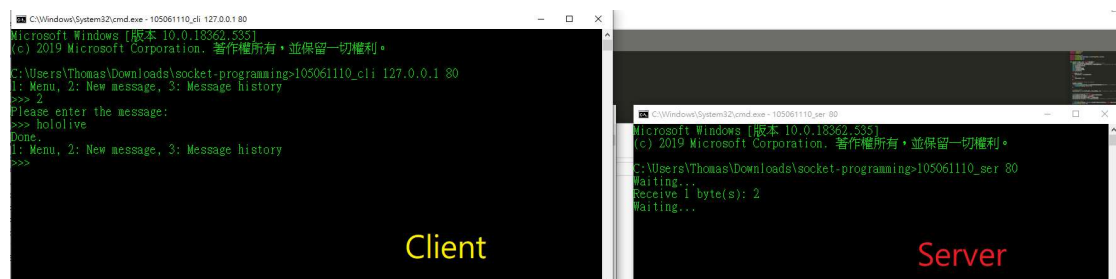 C:\Windows\System32\cmd.exe - 105061110_cli 127.0.0.1 80
Microsoft Windows [版本 10.0.18362.535]
(c) 2019 Microsoft Corporation. 著作權所有，並保留一切權利。
C:\Users\Thomas\Downloads\socket-programming>105061110_cli 127.0.0.1 80
1: Menu, 2: New message, 3: Message history
>>> 2
Please enter the message:
>>> hololive
Done.
1: Menu, 2: New message, 3: Message history
>>>
Client
C:\Windows\System32\cmd.exe - 105061110_ser 80
Microsoft Windows [版本 10.0.18362.535]
(c) 2019 Microsoft Corporation. 著作權所有，並保留一切權利。
C:\Users\Thomas\Downloads\socket-programming>105061110_ser 80
Waiting...
Receive 1 byte(s): 2
Waiting...
Server